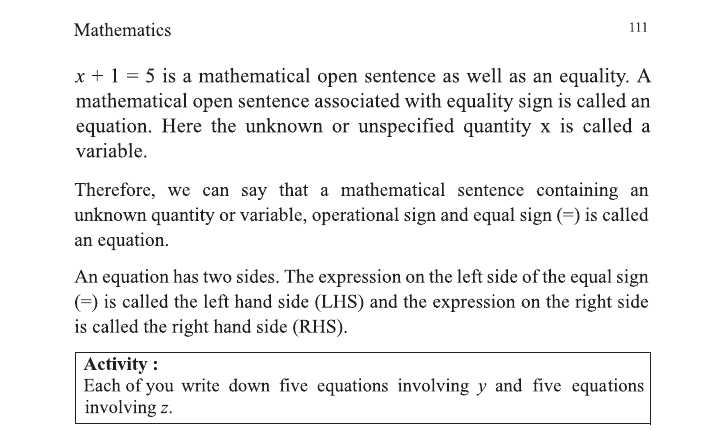 Mathematics
111
x + 1 = 5 is a mathematical open sentence as well as an equality. A
mathematical open sentence associated with equality sign is called an
equation. Here the unknown or unspecified quantity x is called a
variable.
Therefore, we can say that a mathematical sentence containing an
unknown quantity or variable, operational sign and equal sign (=) is called
an equation.
An equation has two sides. The expression on the left side of the equal sign
(=) is called the left hand side (LHS) and the expression on the right side
is called the right hand side (RHS).
Activity :
Each of you write down five equations involving y and five equations
involving z.